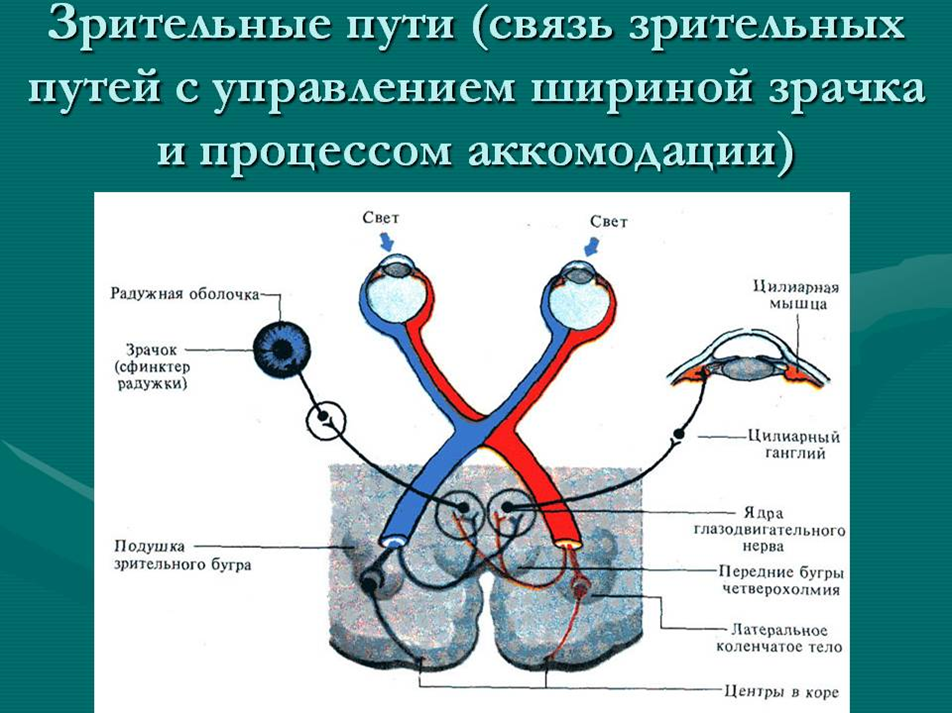 Зрительные пути (связь зрительных
путей с управлением шириной зрачка
и процессом аккомодации)
Свет
Свет
Радужная оболочка
Зрачок
(сфинктер
радужки)
Цилиарная
мышца
Цилиарный
ганглий
Ядра
глазодвигательного
нерва
Подушка
зрительного бугра
Передние бугры
четверохолмия
Латеральное
коленчатое тело
Центры в коре